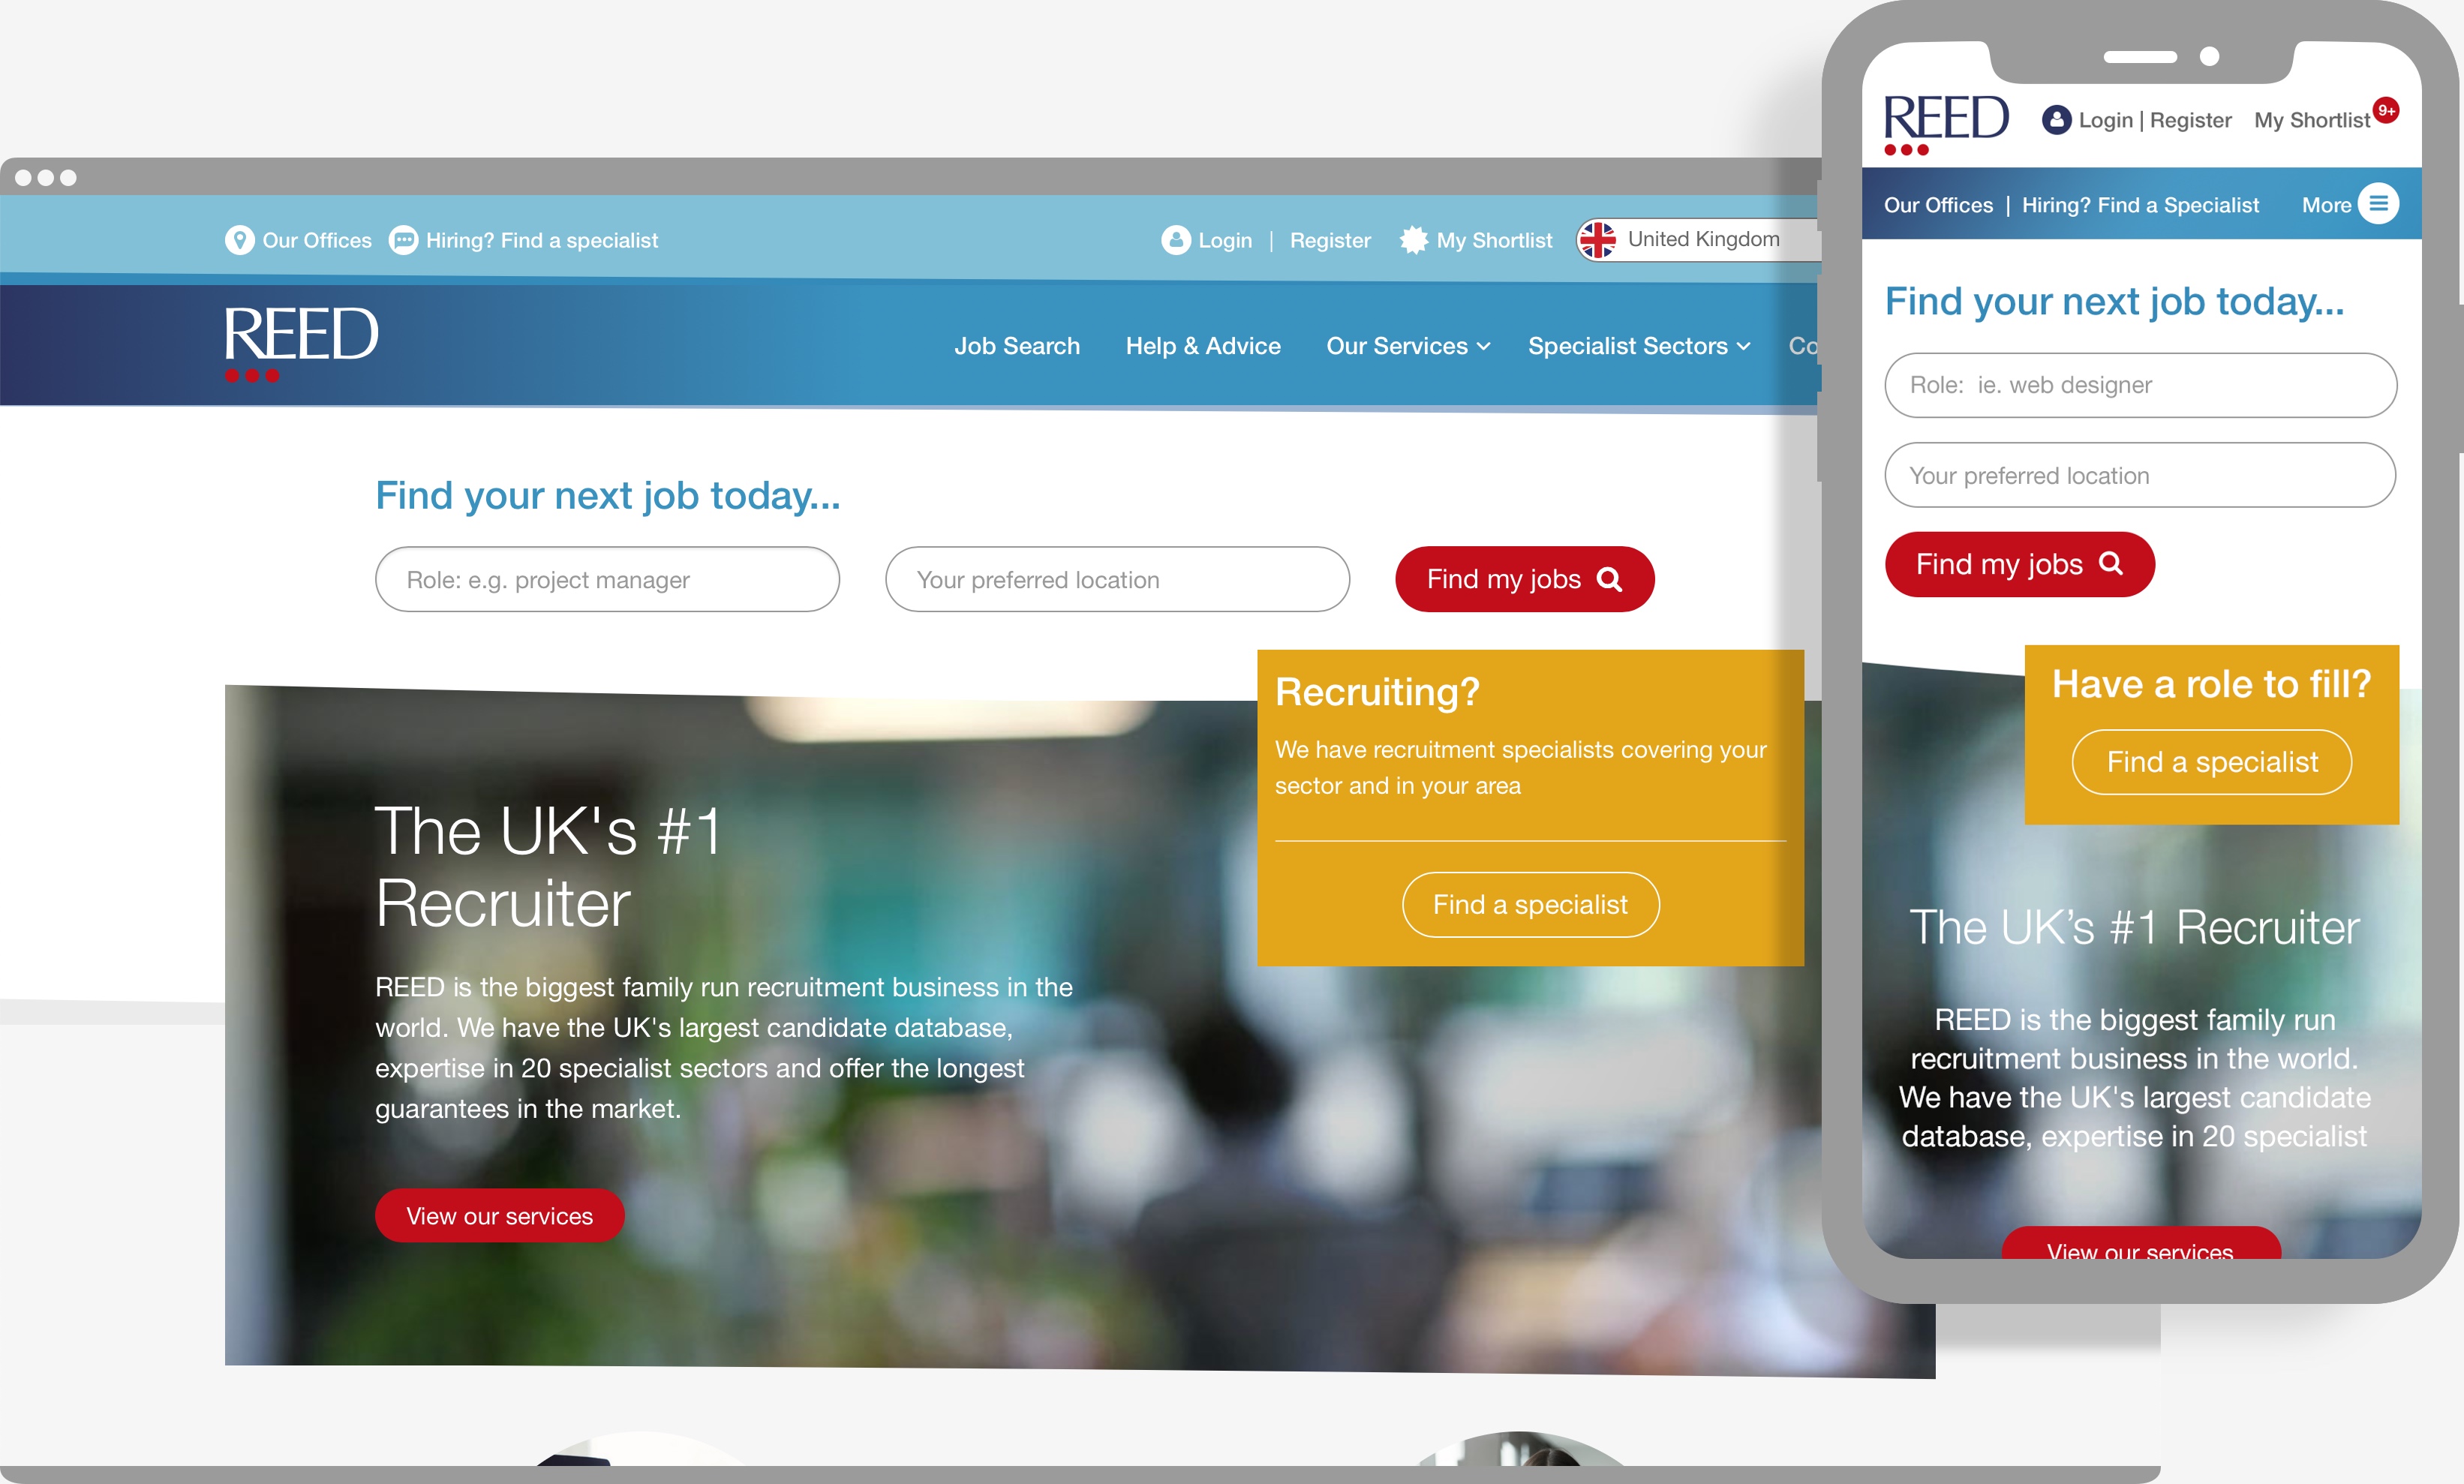 Our Offices Hiring? Find a specialist
Login | Register My Shortlist United Kingdom
REED
Job Search Help & Advice Our Services Specialist Sectors Co
Find your next job today...
Role: e.g. project manager Your preferred location Find my jobs
Recruiting?
We have recruitment specialists covering your
sector and in your area
Find a specialist
The UK's #1
Recruiter
REED is the biggest family run recruitment business in the
world. We have the UK's largest candidate database,
expertise in 20 specialist sectors and offer the longest
guarantees in the market.
View our services
REED Login | Register My Shortlist 9+
Our Offices | Hiring? Find a Specialist More
Find your next job today...
Role: ie. web designer
Your preferred location
Find my jobs
Have a role to fill?
Find a specialist
The UK’s #1 Recruiter
REED is the biggest family run
recruitment business in the world.
We have the UK's largest candidate
database, expertise in 20 specialist
View our services